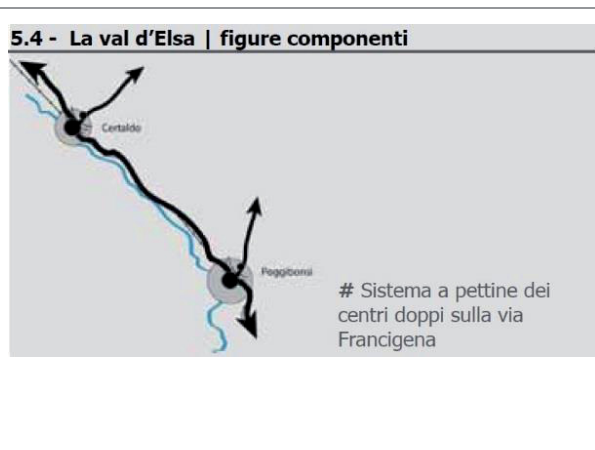 5.4 - La val d'Elsa | figure componenti
Certaldo
Poggibonsi
# Sistema a pettine dei
centri doppi sulla via
Francigena